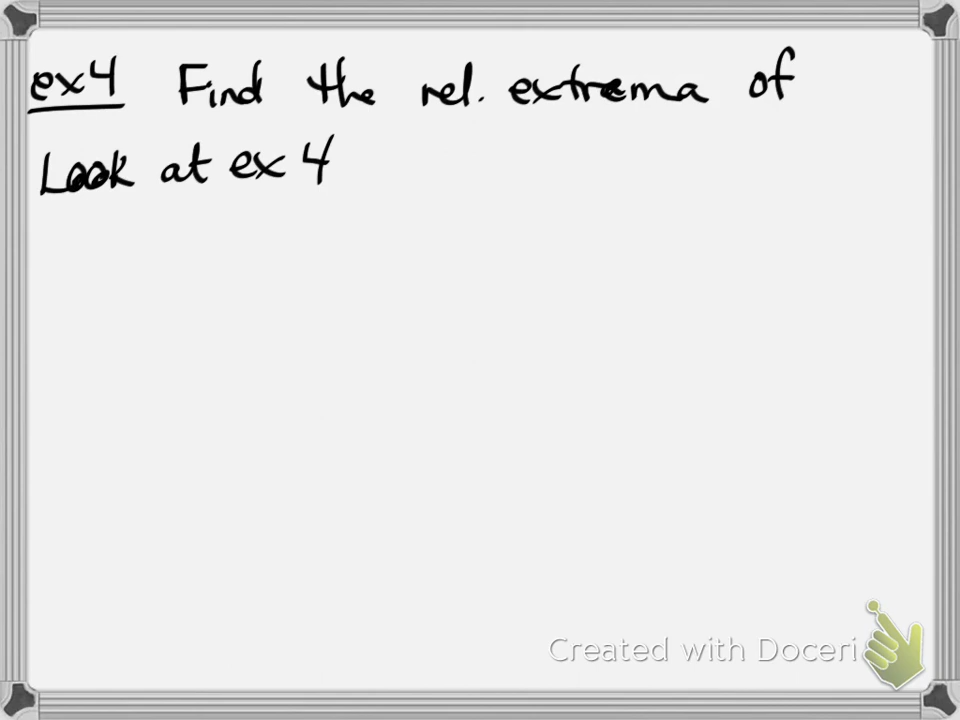 ex4 Find the rel. extrema of
Look at ex 4
Created with Doceri